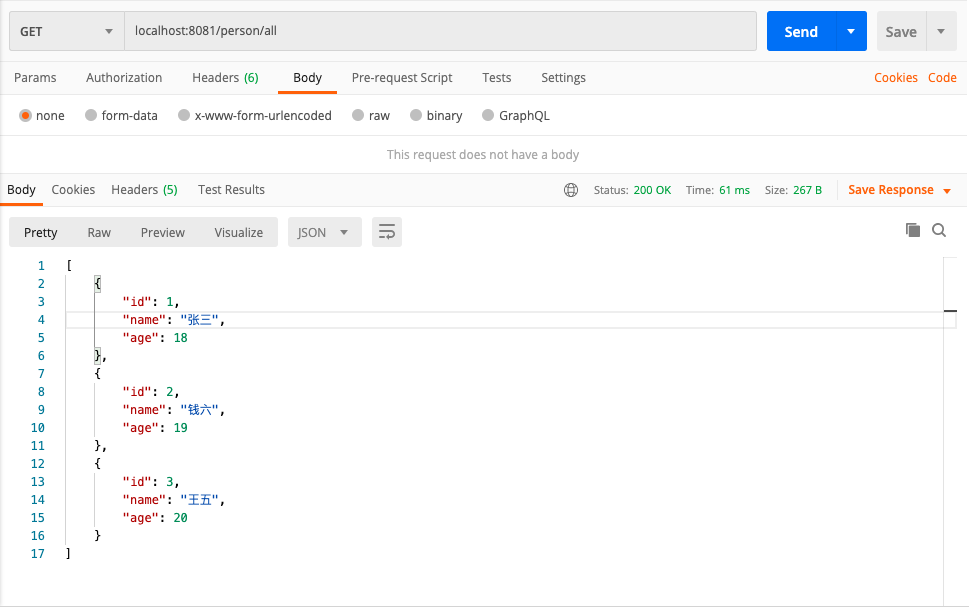 GET localhost:8081/person/all Send Save
Params Authorization Headers (6) Body Pre-request Script Tests Settings Cookies Code
none form-data x-www-form-urlencoded raw binary GraphQL
This request does not have a body
Body Cookies Headers (5) Test Results Status: 200 OK Time: 61 ms Size: 267 B Save Response
Pretty Raw Preview Visualize JSON
1 [
2 {
3 "id": 1,
4 "name": "张三",
5 "age": 18
6 },
7 {
8 "id": 2,
9 "name": "钱六",
10 "age": 19
11 },
12 {
13 "id": 3,
14 "name": "王五",
15 "age": 20
16 }
17 ]